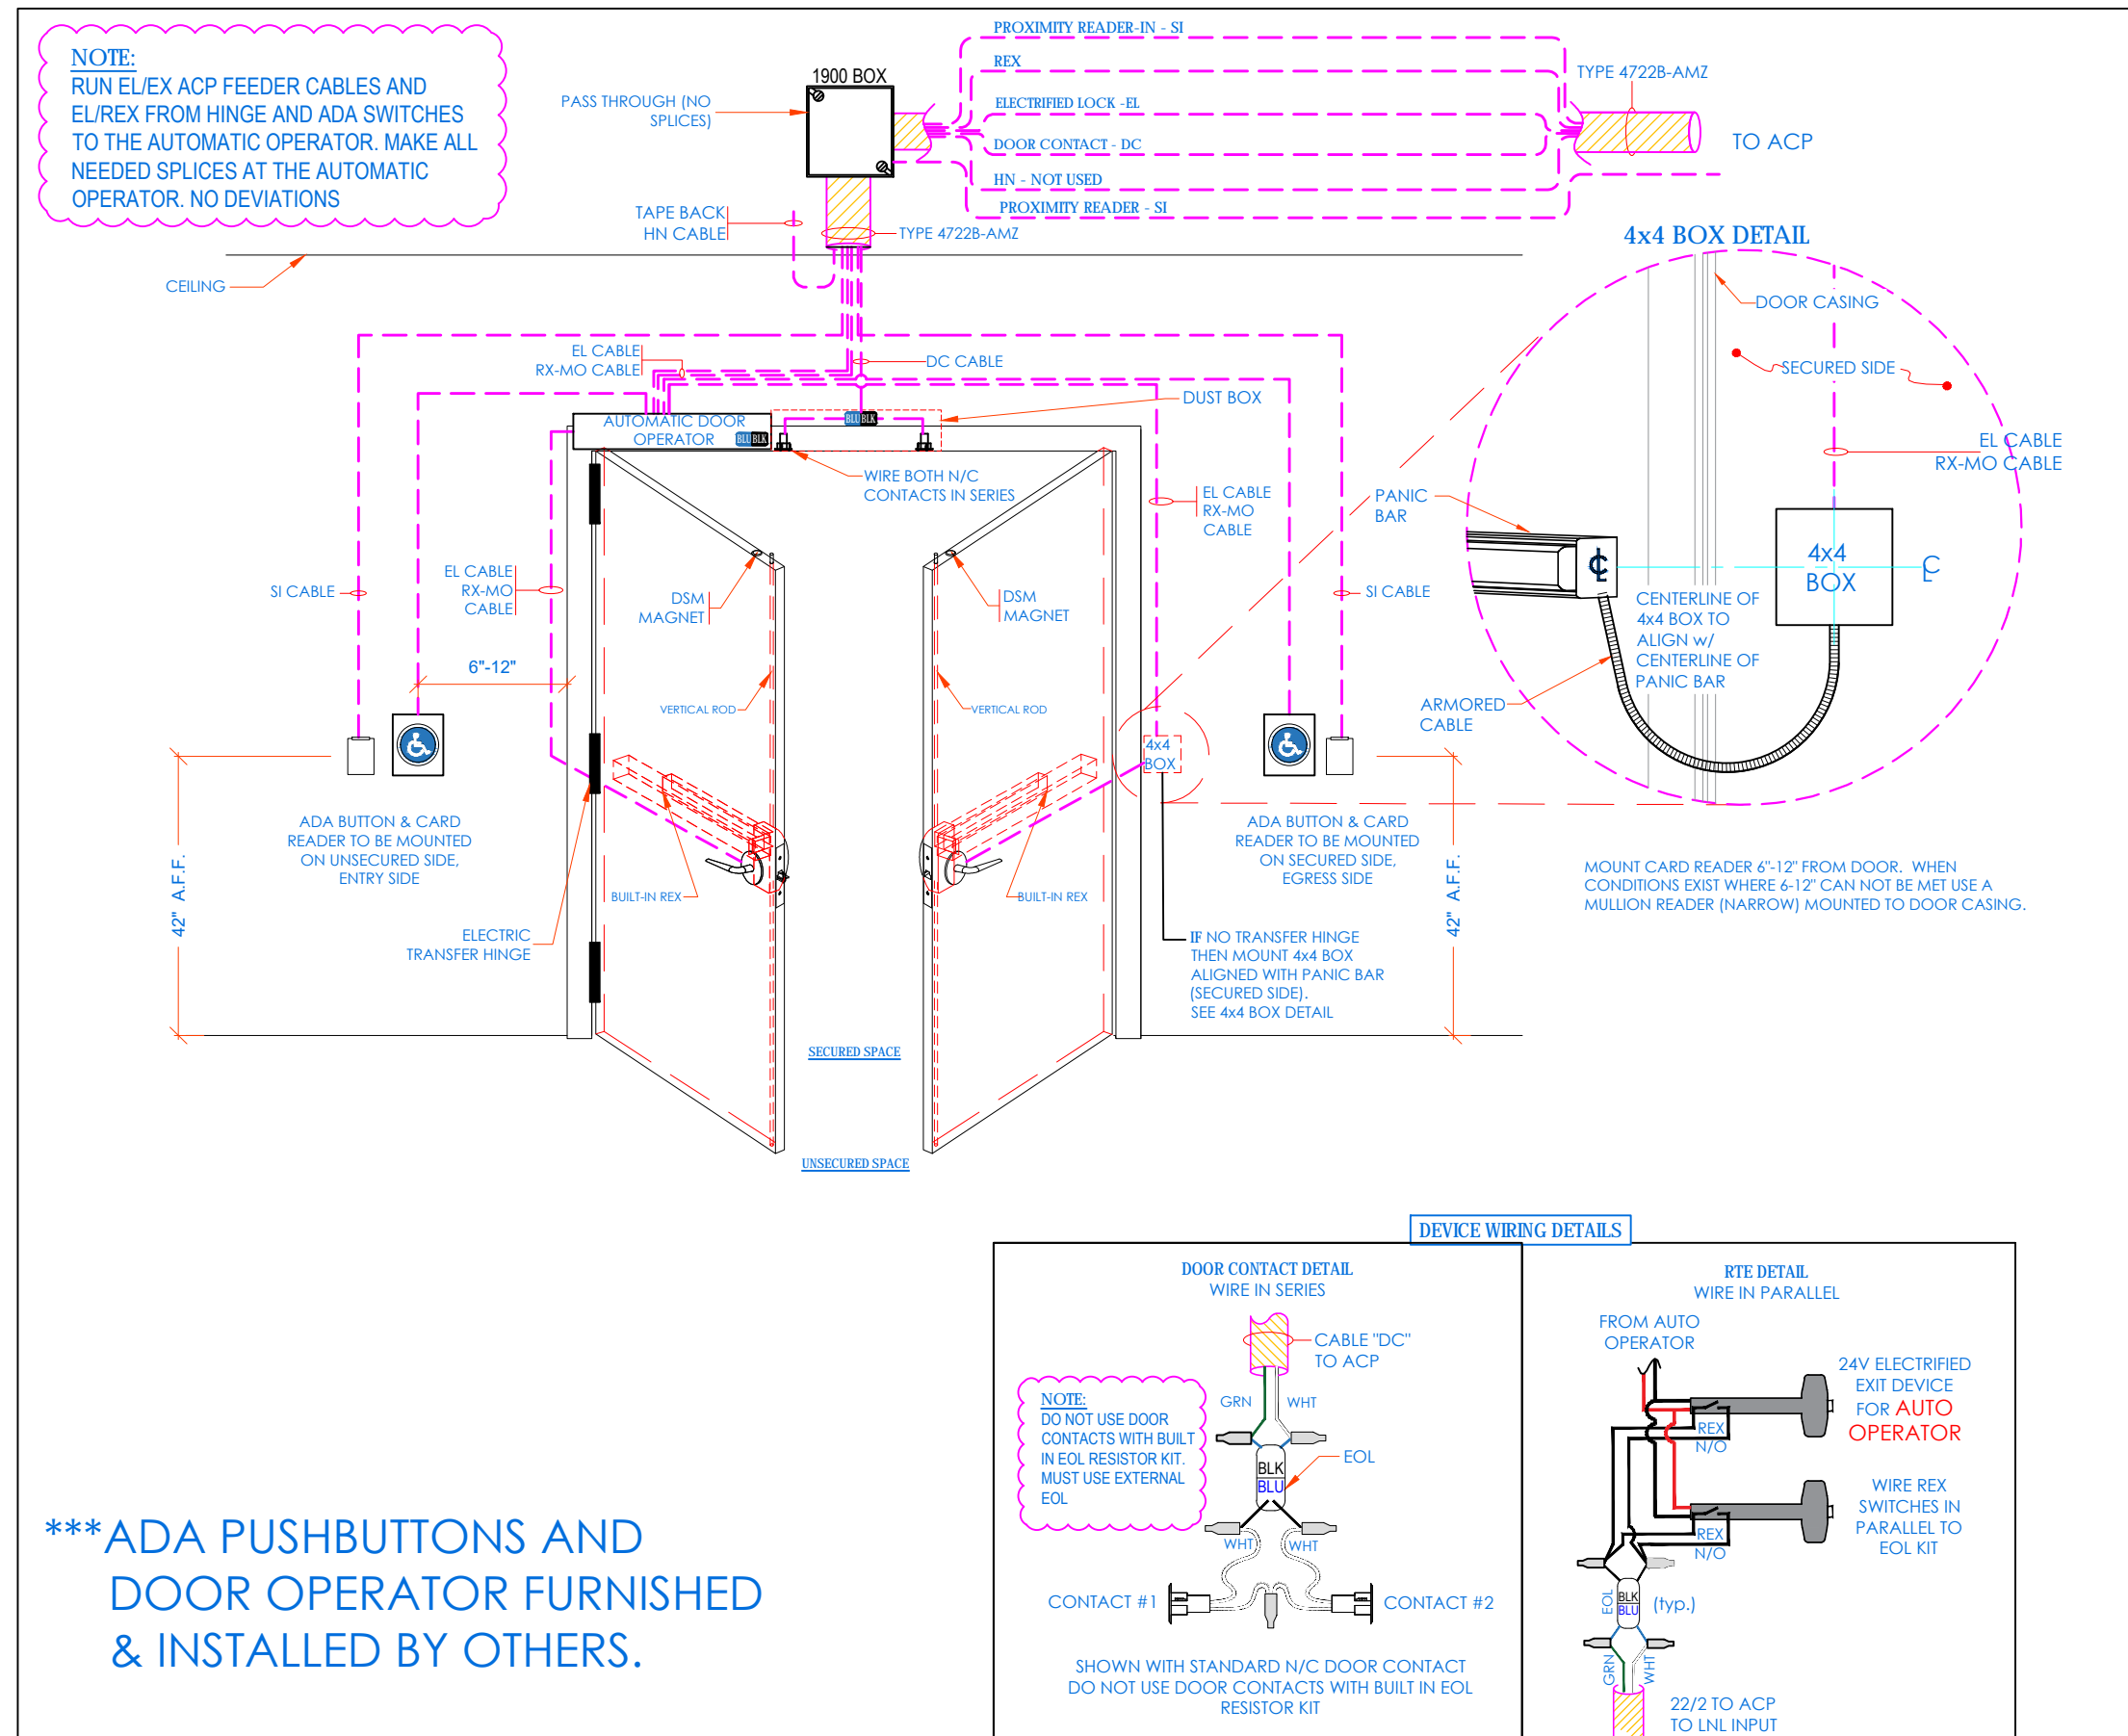 NOTE:
RUN EL/EX ACP FEEDER CABLES AND
EL/REX FROM HINGE AND ADA SWITCHES
TO THE AUTOMATIC OPERATOR. MAKE ALL
NEEDED SPLICES AT THE AUTOMATIC
OPERATOR. NO DEVIATIONS
PASS THROUGH (NO
SPLICES)
1900 BOX
PROXIMITY READER-IN - SI
REX
ELECTRIFIED LOCK -EL
DOOR CONTACT - DC
HN - NOT USED
PROXIMITY READER - SI
TYPE 4722B-AMZ
TO ACP
TAPE BACK
HN CABLE
TYPE 4722B-AMZ
CEILING
4x4 BOX DETAIL
DOOR CASING
SECURED SIDE
EL CABLE
RX-MO CABLE
PANIC
BAR
4x4
BOX
CL
CL
CENTERLINE OF
4x4 BOX TO
ALIGN w/
CENTERLINE OF
PANIC BAR
ARMORED
CABLE
EL CABLE
RX-MO CABLE
DC CABLE
DUST BOX
AUTOMATIC DOOR
OPERATOR
BLU BLK
BLU BLK
WIRE BOTH N/C
CONTACTS IN SERIES
EL CABLE
RX-MO
CABLE
SI CABLE
EL CABLE
RX-MO
CABLE
DSM
MAGNET
DSM
MAGNET
SI CABLE
6"-12"
VERTICAL ROD
VERTICAL ROD
4x4
BOX
42" A.F.F.
ADA BUTTON & CARD
READER TO BE MOUNTED
ON UNSECURED SIDE,
ENTRY SIDE
BUILT-IN REX
BUILT-IN REX
ADA BUTTON & CARD
READER TO BE MOUNTED
ON SECURED SIDE,
EGRESS SIDE
42" A.F.F.
MOUNT CARD READER 6"-12" FROM DOOR. WHEN
CONDITIONS EXIST WHERE 6-12" CAN NOT BE MET USE A
MULLION READER (NARROW) MOUNTED TO DOOR CASING.
ELECTRIC
TRANSFER HINGE
IF NO TRANSFER HINGE
THEN MOUNT 4x4 BOX
ALIGNED WITH PANIC BAR
(SECURED SIDE).
SEE 4x4 BOX DETAIL
SECURED SPACE
UNSECURED SPACE
DEVICE WIRING DETAILS
DOOR CONTACT DETAIL
WIRE IN SERIES
CABLE "DC"
TO ACP
NOTE:
DO NOT USE DOOR
CONTACTS WITH BUILT
IN EOL RESISTOR KIT.
MUST USE EXTERNAL
EOL
GRN
WHT
EOL
BLK
BLU
WHT
WHT
CONTACT #1
CONTACT #2
SHOWN WITH STANDARD N/C DOOR CONTACT
DO NOT USE DOOR CONTACTS WITH BUILT IN EOL
RESISTOR KIT
RTE DETAIL
WIRE IN PARALLEL
FROM AUTO
OPERATOR
24V ELECTRIFIED
EXIT DEVICE
FOR AUTO
OPERATOR
REX
N/O
WIRE REX
SWITCHES IN
PARALLEL TO
EOL KIT
REX
N/O
EOL
BLK
BLU
(typ.)
GRN
WHT
22/2 TO ACP
TO LNL INPUT
***ADA PUSHBUTTONS AND
DOOR OPERATOR FURNISHED
& INSTALLED BY OTHERS.